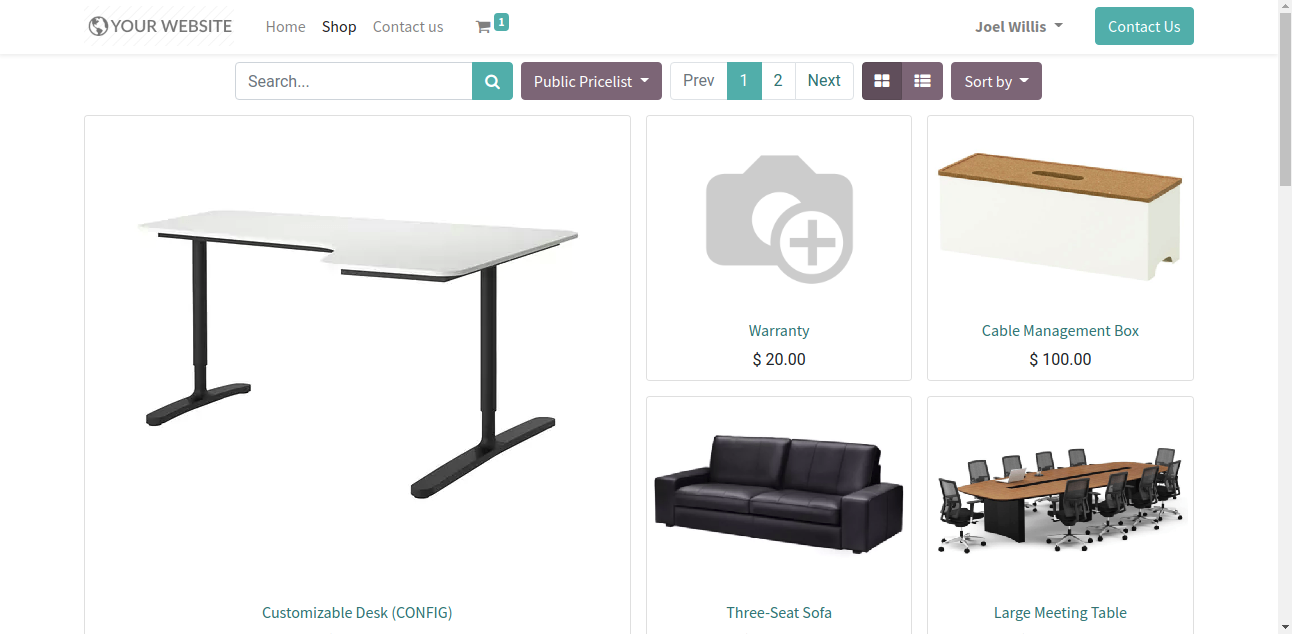 YOUR WEBSITE Home Shop Contact us 1 Joel Willis Contact Us
Search... Public Pricelist Prev 1 2 Next Sort by
Warranty Cable Management Box
$ 20.00 $ 100.00
Customizable Desk (CONFIG) Three-Seat Sofa Large Meeting Table